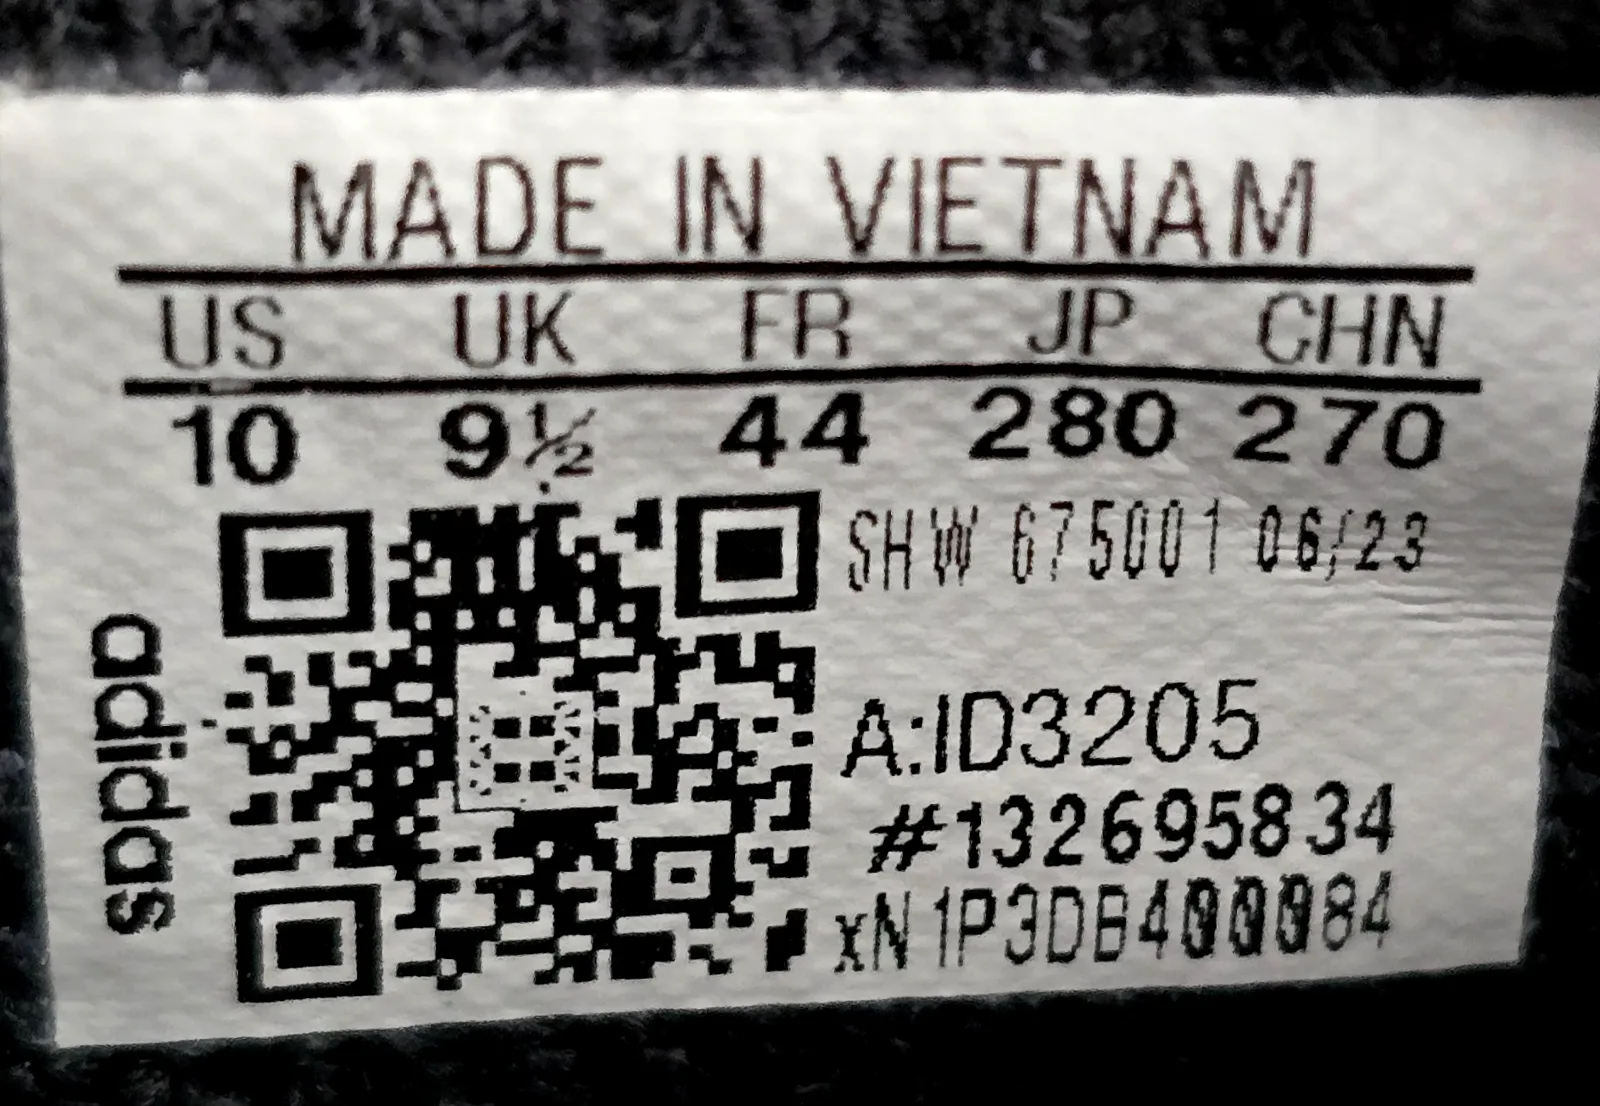 MADE IN VIETNAM
US UK FR JP CHN
10 9½ 44 280 270
SHW 675001 06/23
A:ID3205
#132695834
xN1P3DB400084
adidas